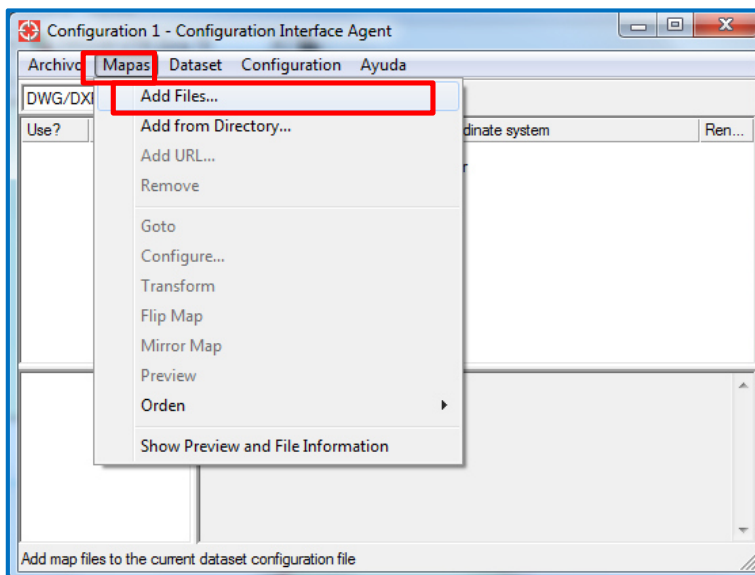 Configuration 1 - Configuration Interface Agent
Archivo Mapas Dataset Configuration Ayuda
DWG/DX
Add Files...
Use?
Add from Directory...
dinate system
Ren...
Add URL...
Remove
Goto
Configure...
Transform
Flip Map
Mirror Map
Preview
Orden
Show Preview and File Information
Add map files to the current dataset configuration file